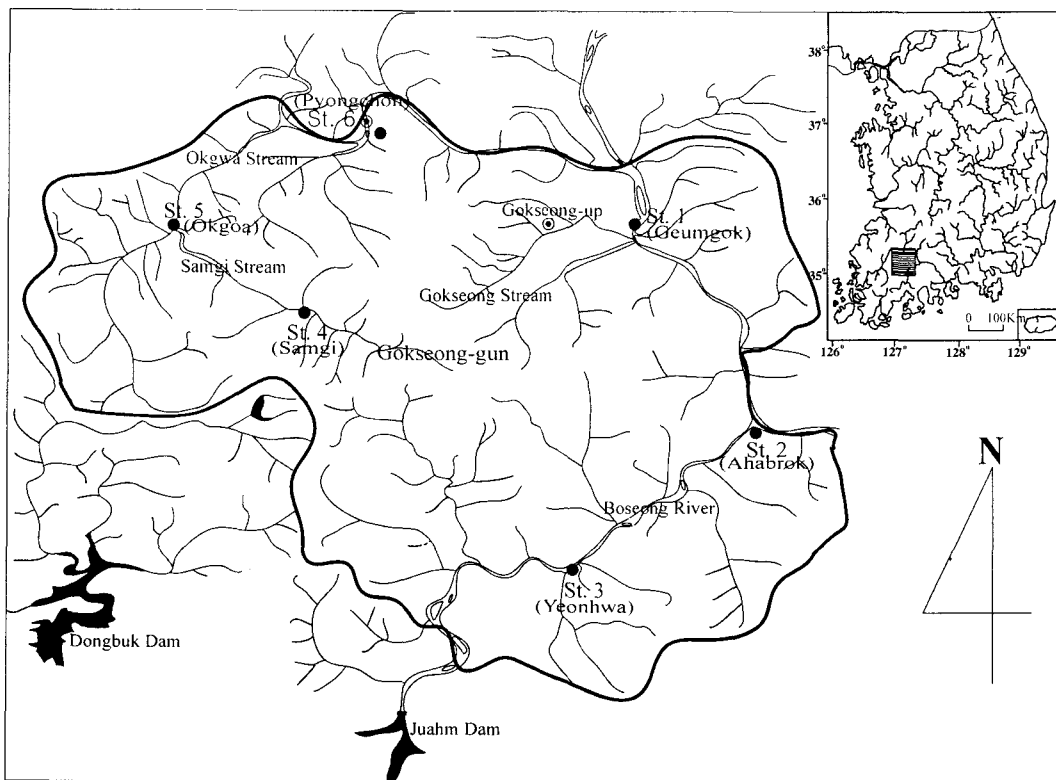 (Pyongchon)
St. 6
Okgwa Stream
St. 5
(Okgoa)
Samgi Stream
St. 4
(Samgi)
Gokseong-gun
Gokseong-up
St. 1
(Geumgok)
Gokseong Stream
St. 2
(Ahabrok)
Boseong River
St. 3
(Yeonhwa)
Dongbuk Dam
Juahm Dam
38°
37°
36°
35°
0 100Km
126° 127° 128° 129°
N